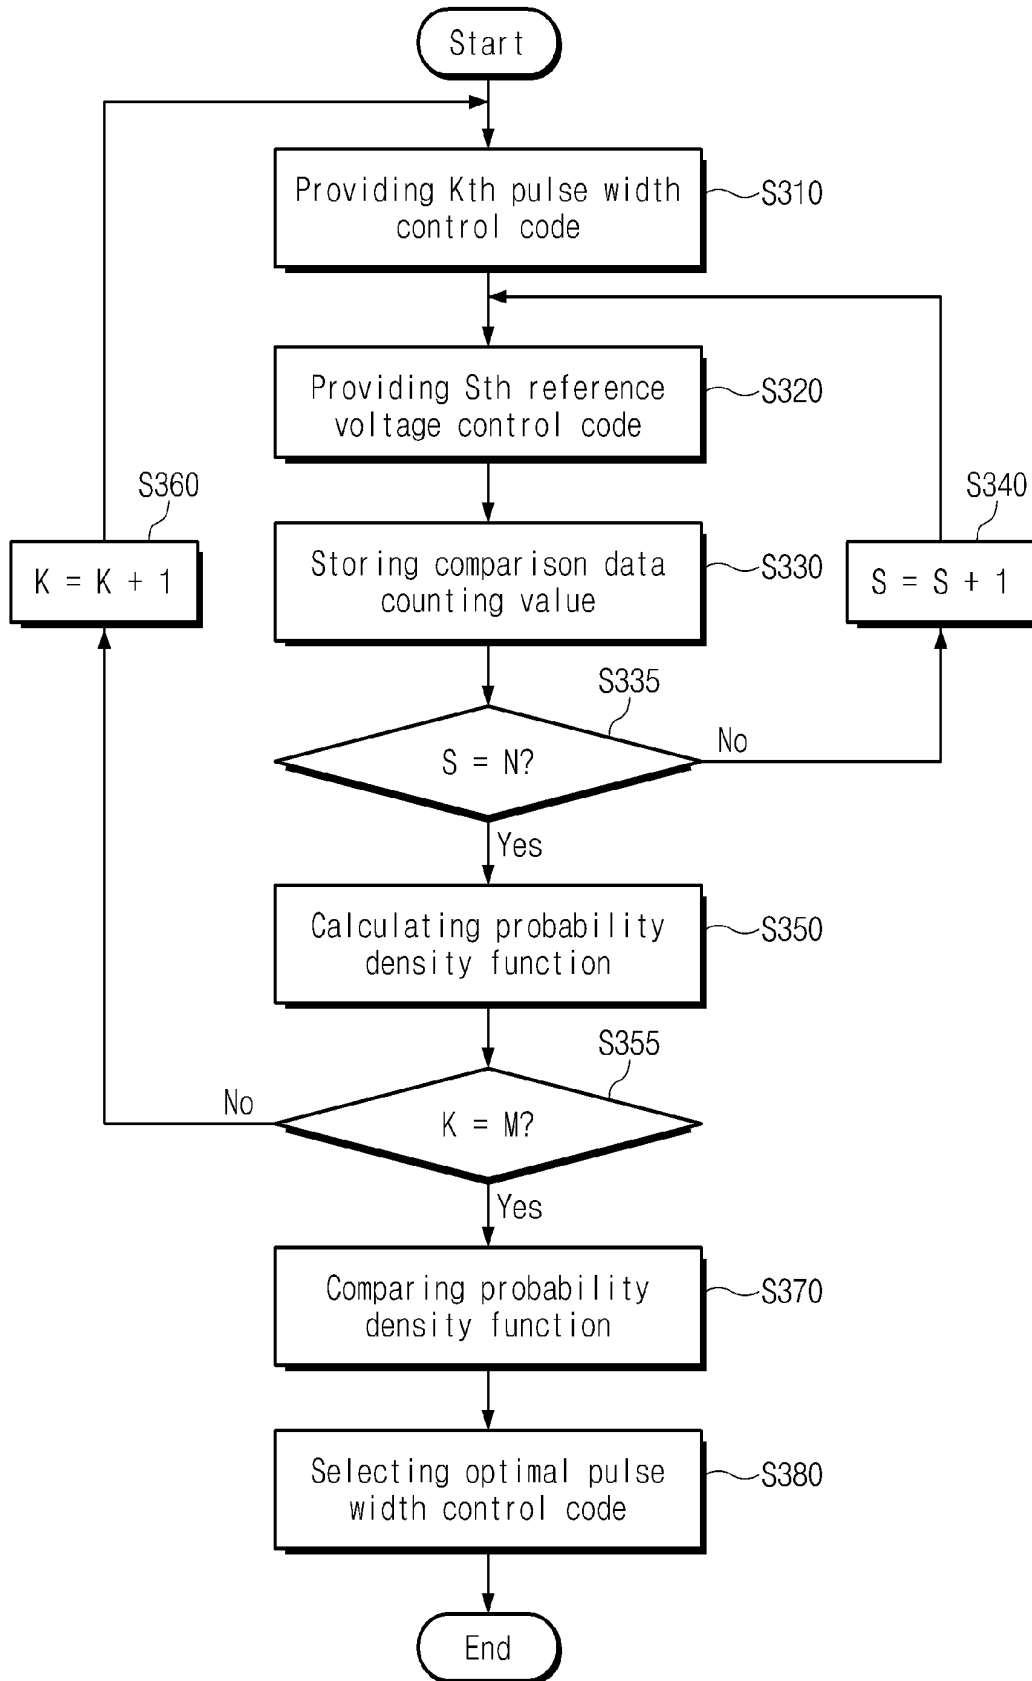 Start
Providing Kth pulse width
control code
S310
Providing Sth reference
voltage control code
S320
S360
K = K + 1
Storing comparison data
counting value
S330
S340
S = S + 1
S335
S = N?
No
Yes
Calculating probability
density function
S350
S355
No
K = M?
Yes
Comparing probability
density function
S370
Selecting optimal pulse
width control code
S380
End